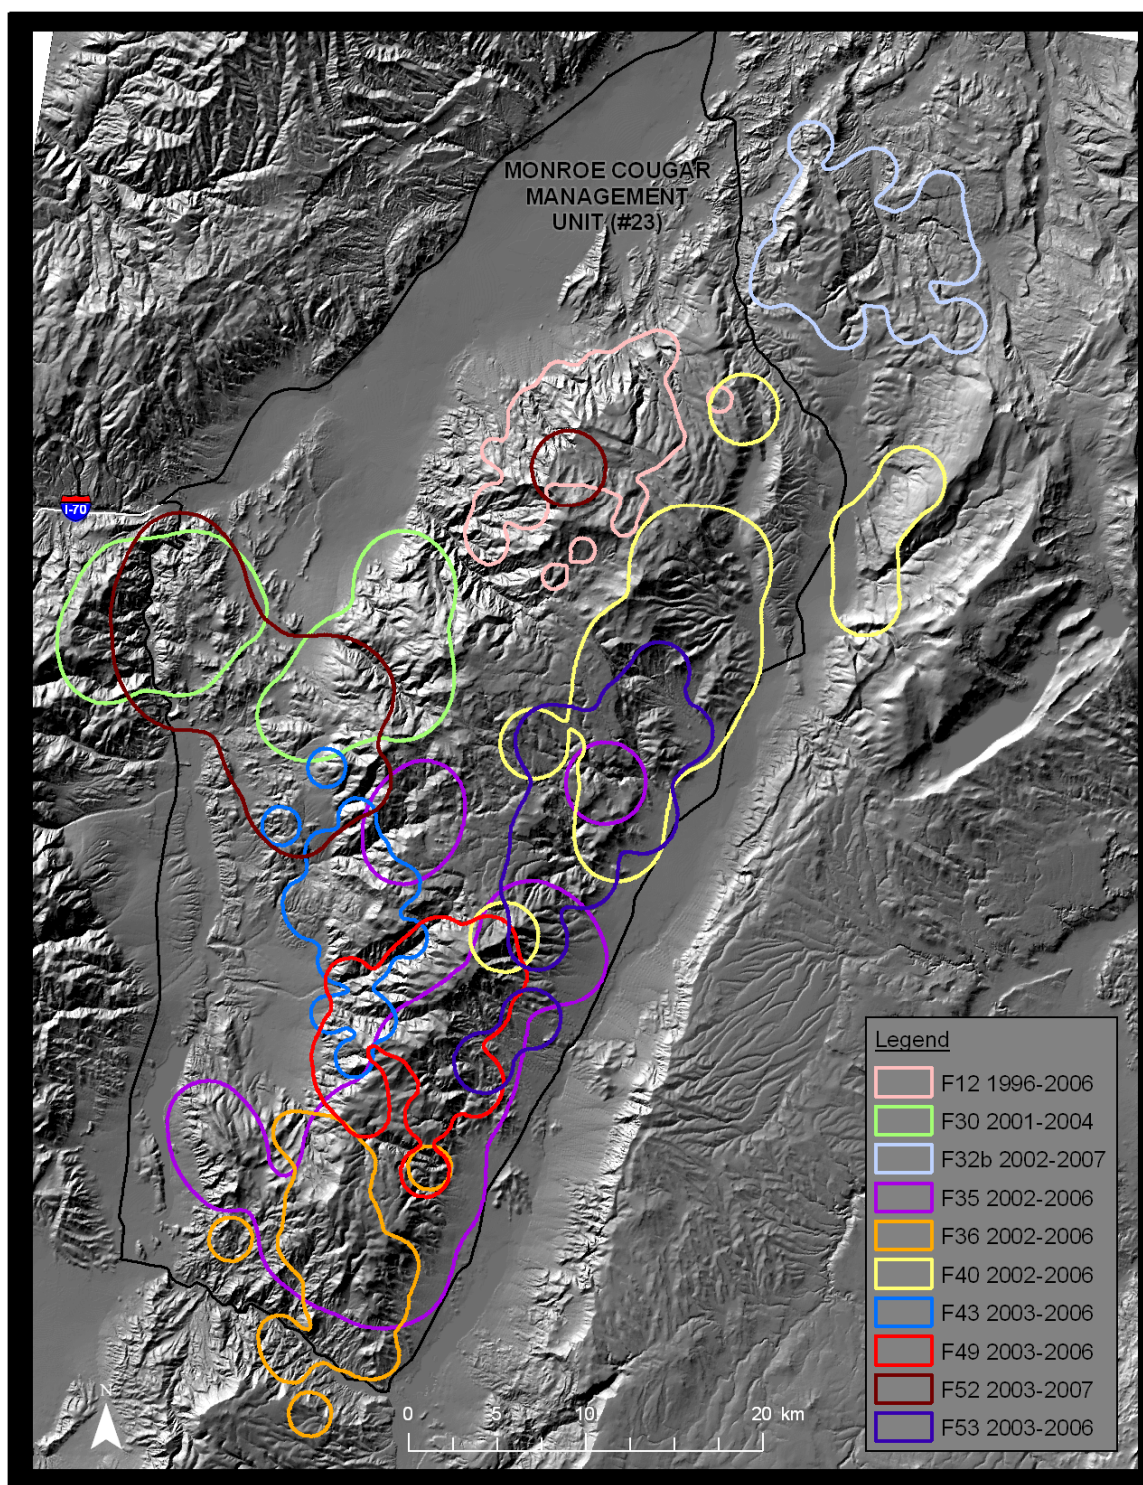 MONROE COUGAR
MANAGEMENT
UNIT (#23)
I-70
Legend
F12 1996-2006
F30 2001-2004
F32b 2002-2007
F35 2002-2006
F36 2002-2006
F40 2002-2006
F43 2003-2006
F49 2003-2006
F52 2003-2007
F53 2003-2006
N
0 5 10 20 km